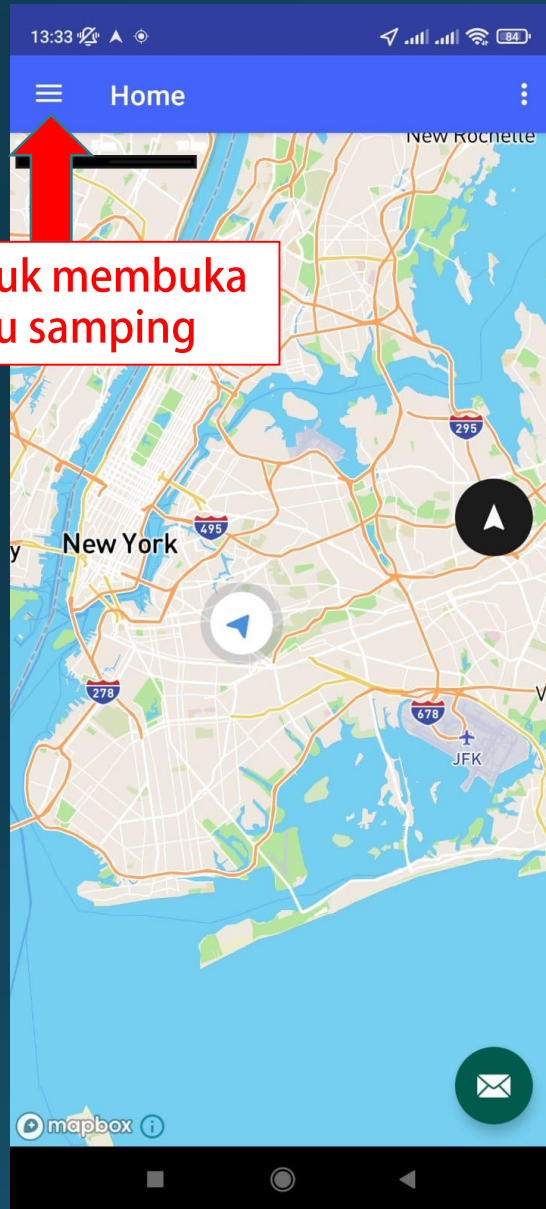 13:33
84
Home
New Rochelle
uk membuka
u samping
295
495
y
New York
278
678
V
JFK
mapbox